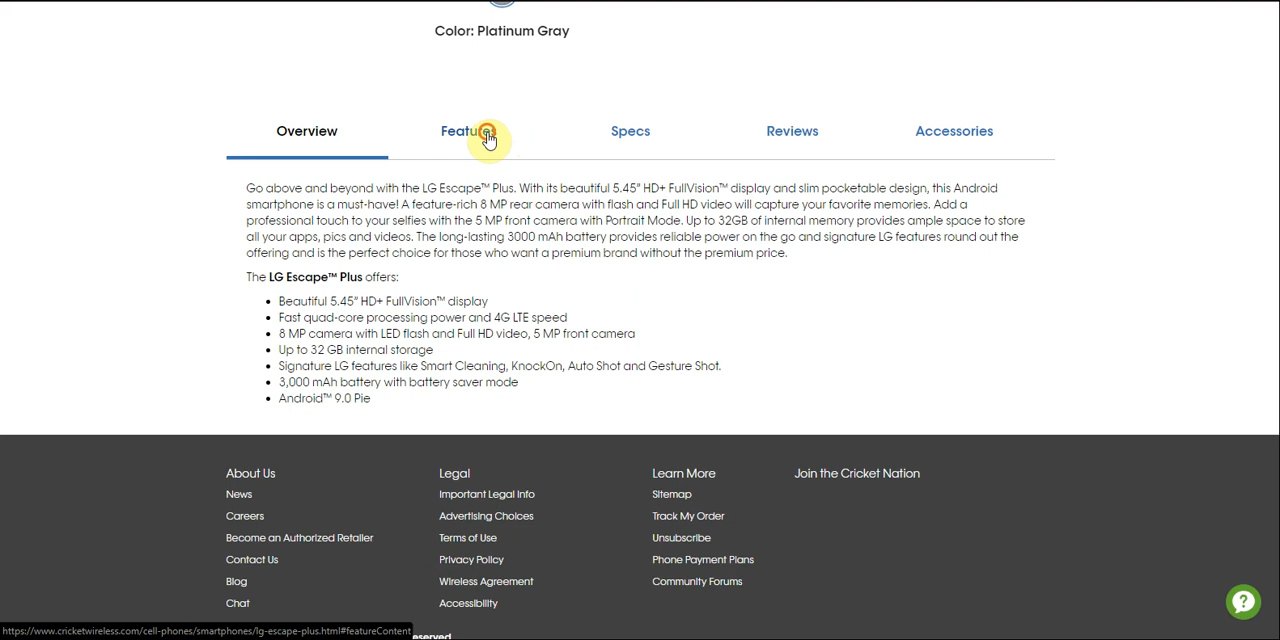 Color: Platinum Gray
Overview
Features
Specs
Reviews
Accessories
Go above and beyond with the LG Escape™ Plus. With its beautiful 5.45” HD+ FullVision™ display and slim pocketable design, this Android
smartphone is a must-have! A feature-rich 8 MP rear camera with flash and Full HD video will capture your favorite memories. Add a
professional touch to your selfies with the 5 MP front camera with Portrait Mode. Up to 32GB of internal memory provides ample space to store
all your apps, pics and videos. The long-lasting 3000 mAh battery provides reliable power on the go and signature LG features round out the
offering and is the perfect choice for those who want a premium brand without the premium price.
The LG Escape™ Plus offers:
• Beautiful 5.45” HD+ FullVision™ display
• Fast quad-core processing power and 4G LTE speed
• 8 MP camera with LED flash and Full HD video, 5 MP front camera
• Up to 32 GB internal storage
• Signature LG features like Smart Cleaning, KnockOn, Auto Shot and Gesture Shot.
• 3,000 mAh battery with battery saver mode
• Android™ 9.0 Pie
About Us
News
Careers
Become an Authorized Retailer
Contact Us
Blog
Chat
Legal
Important Legal Info
Advertising Choices
Terms of Use
Privacy Policy
Wireless Agreement
Accessibility
Learn More
Sitemap
Track My Order
Unsubscribe
Phone Payment Plans
Community Forums
Join the Cricket Nation
?
https://www.cricketwireless.com/cell-phones/smartphones/lg-escape-plus.html#featureContent